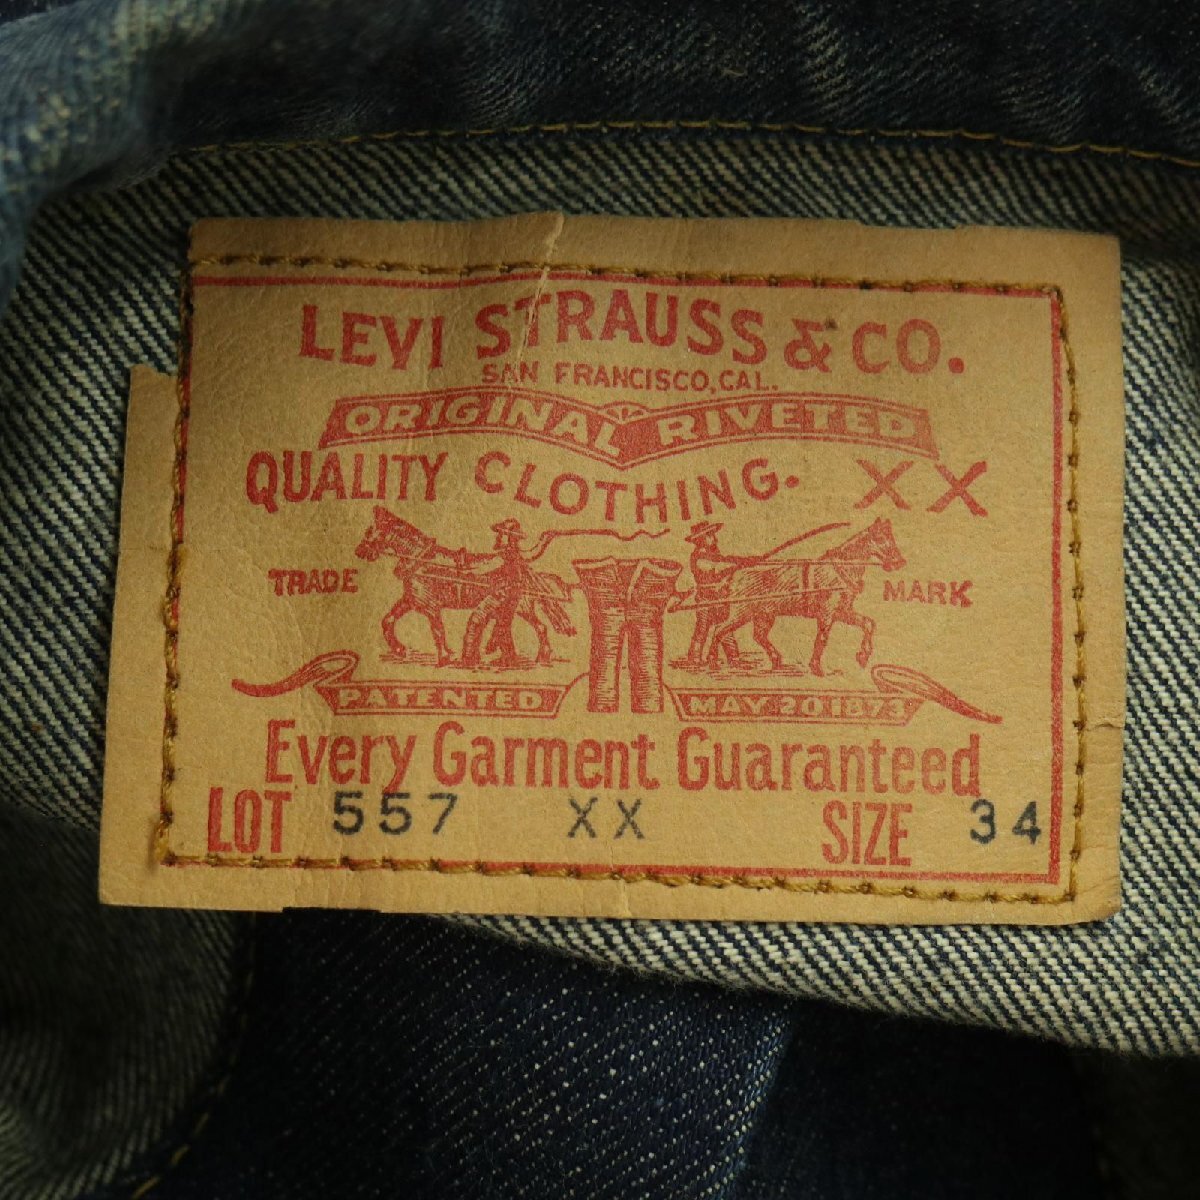 LEVI STRAUSS & CO.
SAN FRANCISCO, CAL.
ORIGINAL RIVETED
QUALITY CLOTHING. XX
TRADE MARK
PATENTED MAY 20 1873
Every Garment Guaranteed
LOT 557 XX SIZE 34